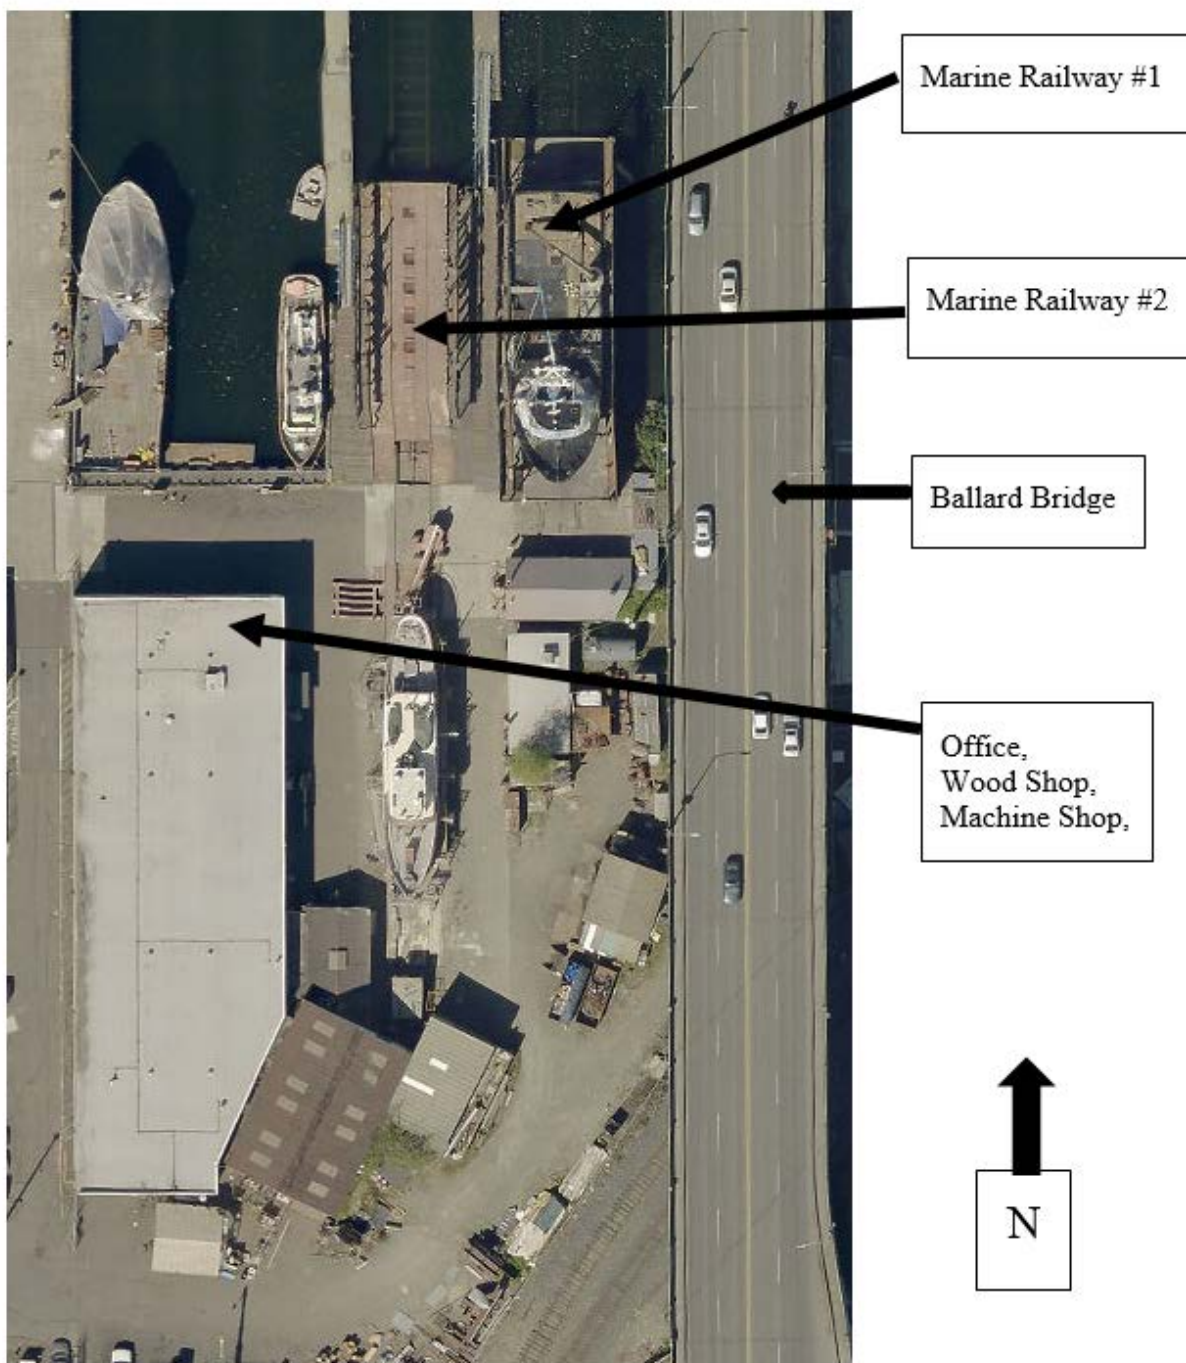 Marine Railway #1
Marine Railway #2
Ballard Bridge
Office,
Wood Shop,
Machine Shop,
N